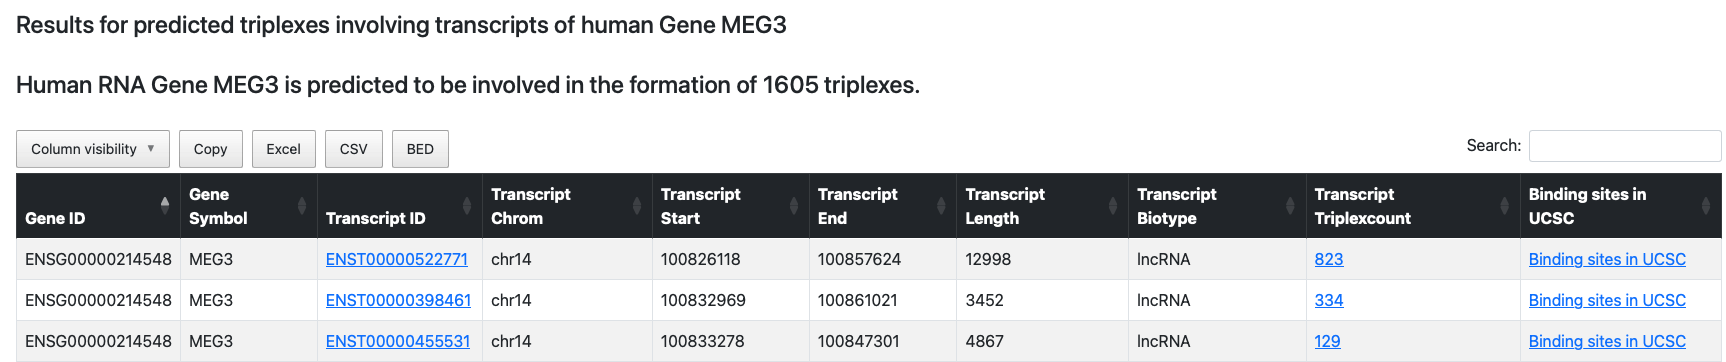 Results for predicted triplexes involving transcripts of human Gene MEG3
Human RNA Gene MEG3 is predicted to be involved in the formation of 1605 triplexes.
Column visibility ▼ Copy Excel CSV BED Search:
Gene ID Gene Symbol Transcript ID Transcript Chrom Transcript Start Transcript End Transcript Length Transcript Biotype Transcript Triplexcount Binding sites in UCSC
ENSG00000214548 MEG3 ENST00000522771 chr14 100826118 100857624 12998 lncRNA 823 Binding sites in UCSC
ENSG00000214548 MEG3 ENST00000398461 chr14 100832969 100861021 3452 lncRNA 334 Binding sites in UCSC
ENSG00000214548 MEG3 ENST00000455531 chr14 100833278 100847301 4867 lncRNA 129 Binding sites in UCSC